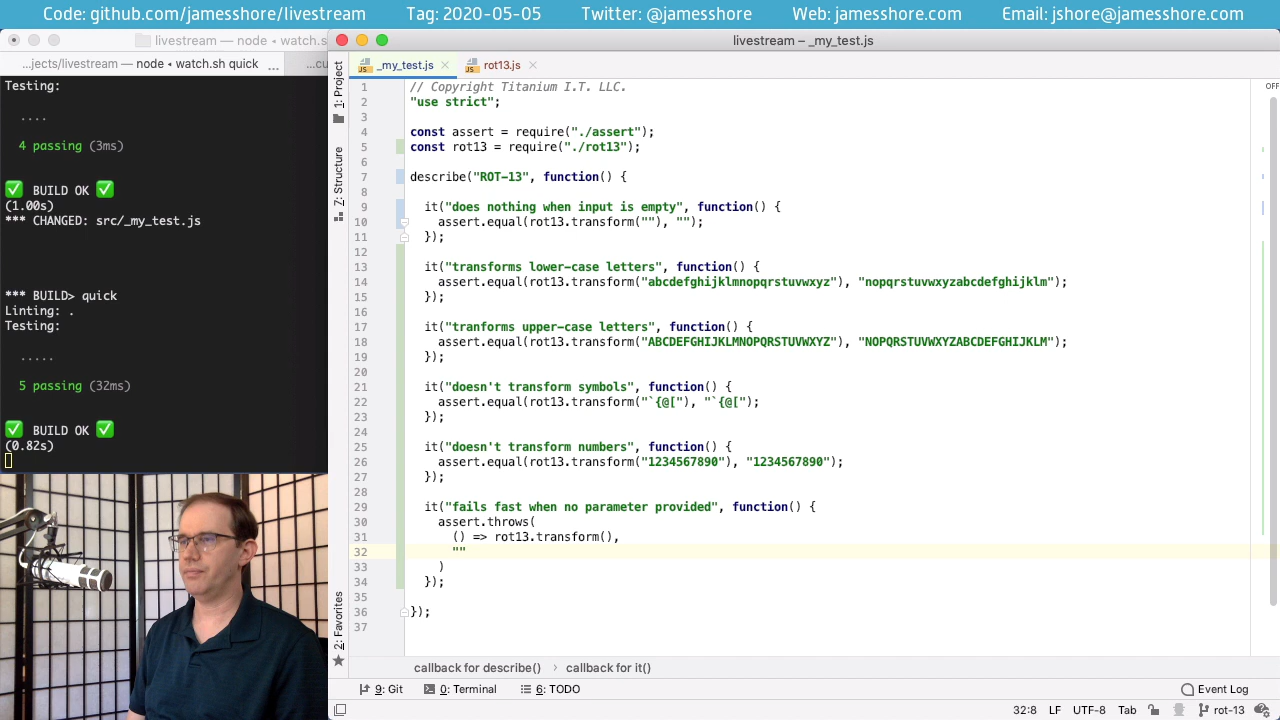 Code: github.com/jamesshore/livestream Tag: 2020-05-05 Twitter: @jamesshore Web: jamesshore.com Email: jshore@jamesshore.com
livestream — node ◂ watch.s
...jects/livestream — node ◂ watch.sh quick ... ...cu
Testing:
....
4 passing (3ms)
✅ BUILD OK ✅
(1.00s)
*** CHANGED: src/_my_test.js
*** BUILD> quick
Linting: .
Testing:
.....
5 passing (32ms)
✅ BUILD OK ✅
(0.82s)
livestream – _my_test.js
_my_test.js rot13.js
1: Project
7: Structure
2: Favorites
OFF
1 // Copyright Titanium I.T. LLC.
2 "use strict";
3
4 const assert = require("./assert");
5 const rot13 = require("./rot13");
6
7 describe("ROT-13", function() {
8
9 it("does nothing when input is empty", function() {
10 assert.equal(rot13.transform(""), "");
11 });
12
13 it("transforms lower-case letters", function() {
14 assert.equal(rot13.transform("abcdefghijklmnopqrstuvwxyz"), "nopqrstuvwxyzabcdefghijklm");
15 });
16
17 it("tranforms upper-case letters", function() {
18 assert.equal(rot13.transform("ABCDEFGHIJKLMNOPQRSTUVWXYZ"), "NOPQRSTUVWXYZABCDEFGHIJKLM");
19 });
20
21 it("doesn't transform symbols", function() {
22 assert.equal(rot13.transform("`{@["), "`{@[");
23 });
24
25 it("doesn't transform numbers", function() {
26 assert.equal(rot13.transform("1234567890"), "1234567890");
27 });
28
29 it("fails fast when no parameter provided", function() {
30 assert.throws(
31 () => rot13.transform(),
32 ""
33 )
34 });
35
36 });
37
callback for describe() › callback for it()
9: Git 0: Terminal 6: TODO Event Log
32:8 LF UTF-8 Tab rot-13